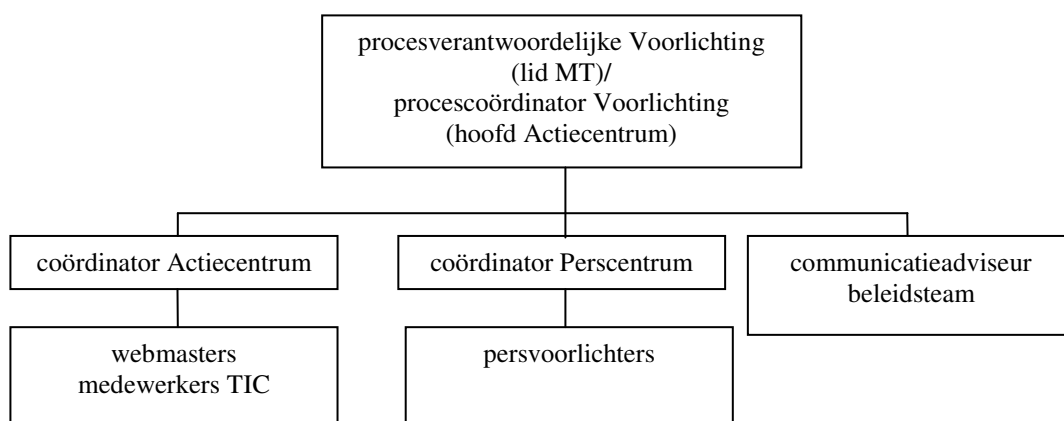 procesverantwoordelijke Voorlichting
(lid MT)/
procescoördinator Voorlichting
(hoofd Actiecentrum)
coördinator Actiecentrum
coördinator Perscentrum
communicatieadviseur
beleidsteam
webmasters
medewerkers TIC
persvoorlichters